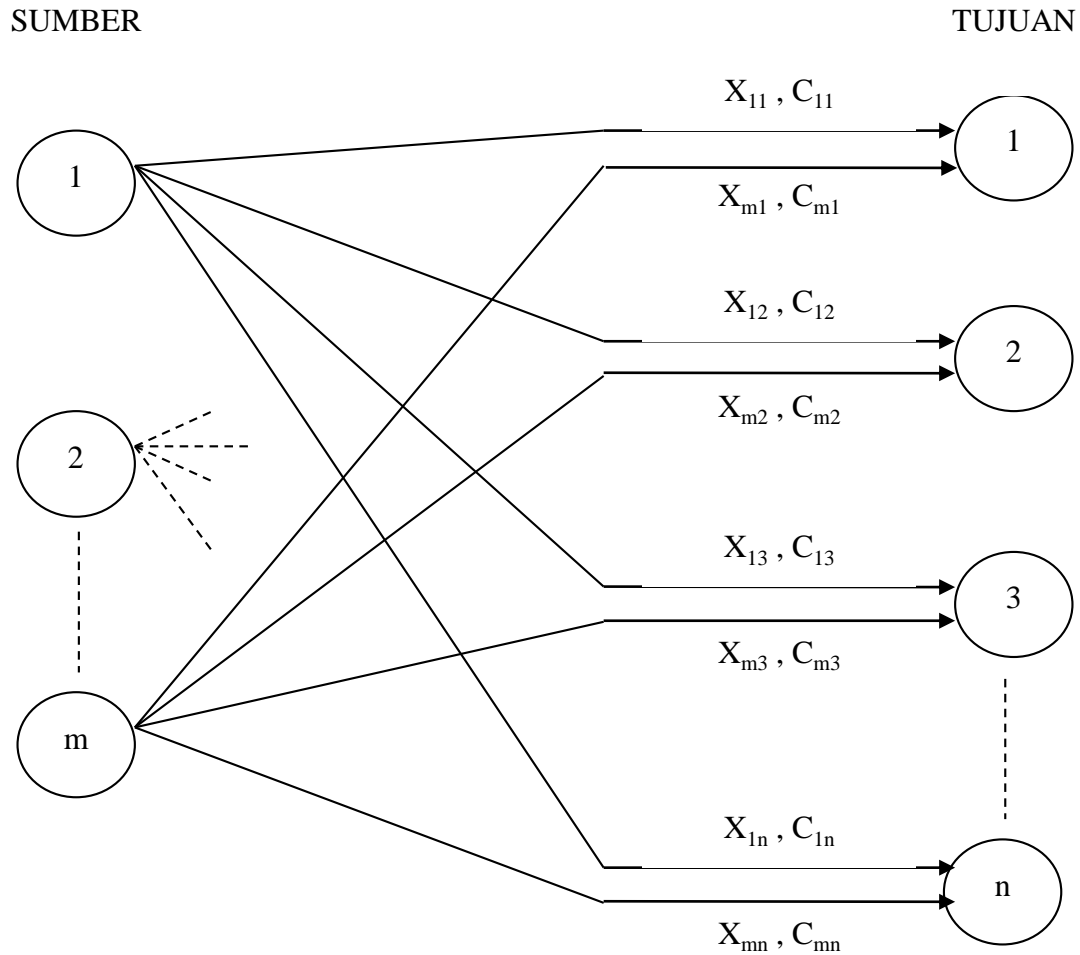 SUMBER TUJUAN
X11 , C11
1 1
Xm1 , Cm1
X12 , C12
2
Xm2 , Cm2
2
X13 , C13
3
Xm3 , Cm3
m
X1n , C1n
n
Xmn , Cmn